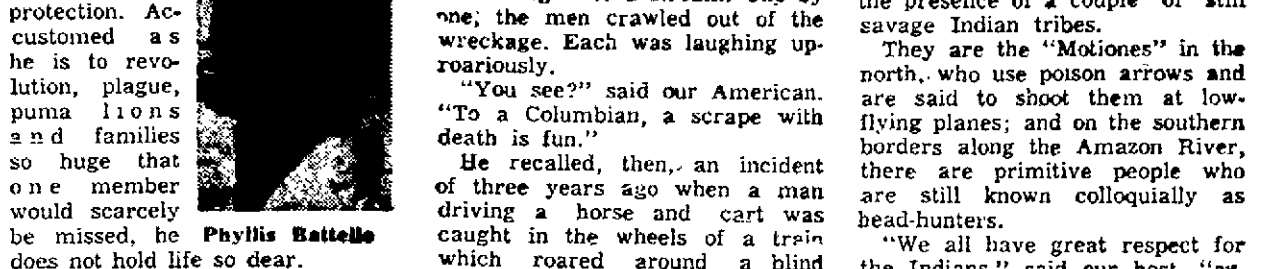 protection. Ac-
customed as
he is to revo-
lution, plague,
puma lions
and families
so huge that
one member
would scarcely
be missed, he
does not hold life so dear.
Phyllis Battelle
one; the men crawled out of the
wreckage. Each was laughing up-
roariously.
"You see?" said our American.
"To a Columbian, a scrape with
death is fun."
He recalled, then, an incident
of three years ago when a man
driving a horse and cart was
caught in the wheels of a train
which roared around a blind
the presence of a couple of still
savage Indian tribes.
They are the "Motiones" in the
north, who use poison arrows and
are said to shoot them at low-
flying planes; and on the southern
borders along the Amazon River,
there are primitive people who
are still known colloquially as
head-hunters.
"We all have great respect for
the Indians," said our host